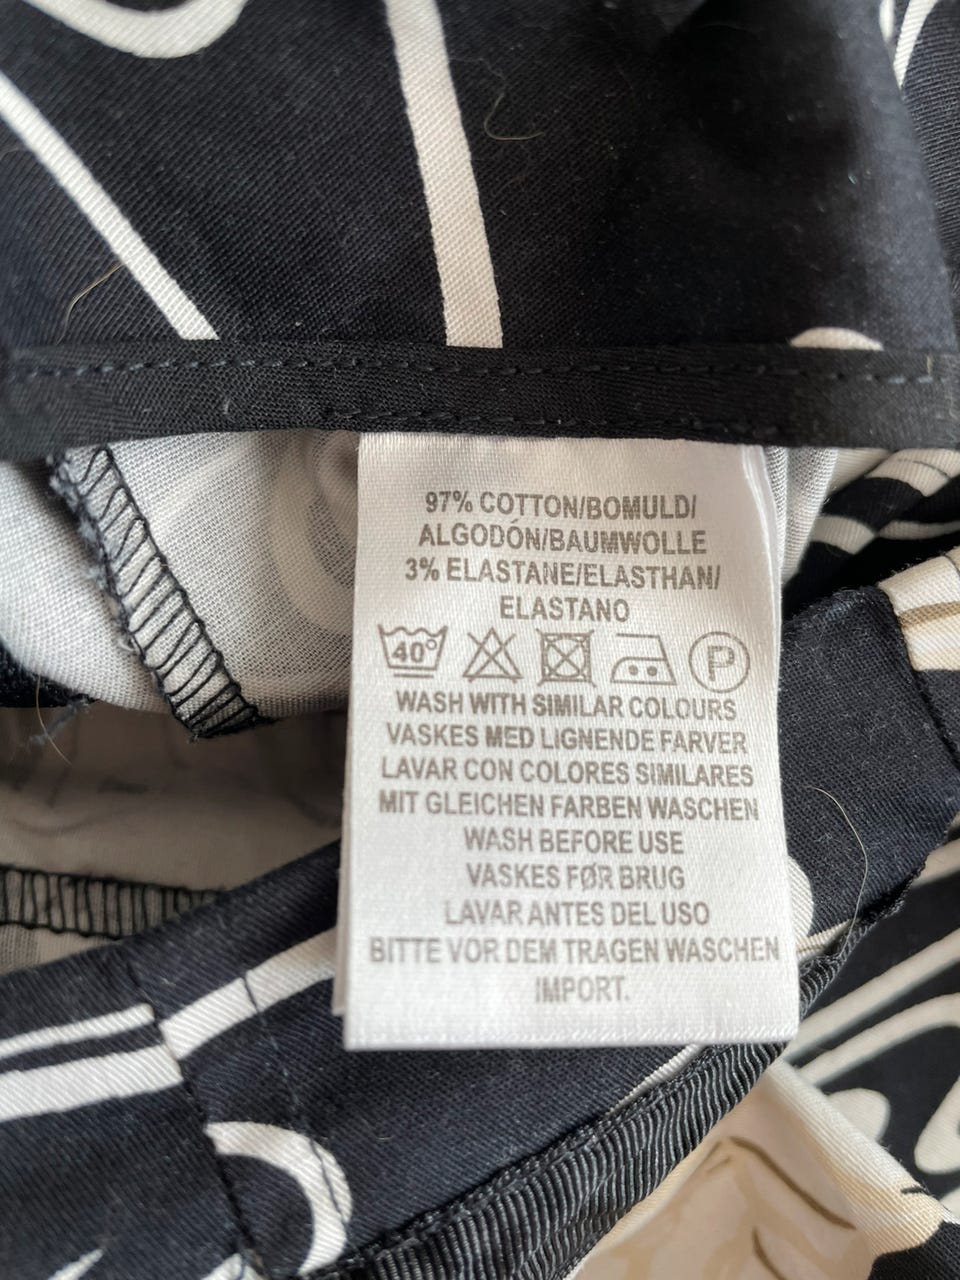 97% COTTON/BOMULD/
ALGODÓN/BAUMWOLLE
3% ELASTANE/ELASTHAN/
ELASTANO
40° P
WASH WITH SIMILAR COLOURS
VASKES MED LIGNENDE FARVER
LAVAR CON COLORES SIMILARES
MIT GLEICHEN FARBEN WASCHEN
WASH BEFORE USE
VASKES FØR BRUG
LAVAR ANTES DEL USO
BITTE VOR DEM TRAGEN WASCHEN
IMPORT.